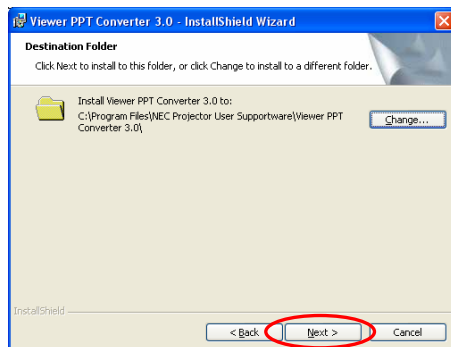 Viewer PPT Converter 3.0 - InstallShield Wizard
Destination Folder
Click Next to install to this folder, or click Change to install to a different folder.
Install Viewer PPT Converter 3.0 to:
C:\Program Files\NEC Projector User Supportware\Viewer PPT
Converter 3.0\
Change...
InstallShield
< Back
Next >
Cancel